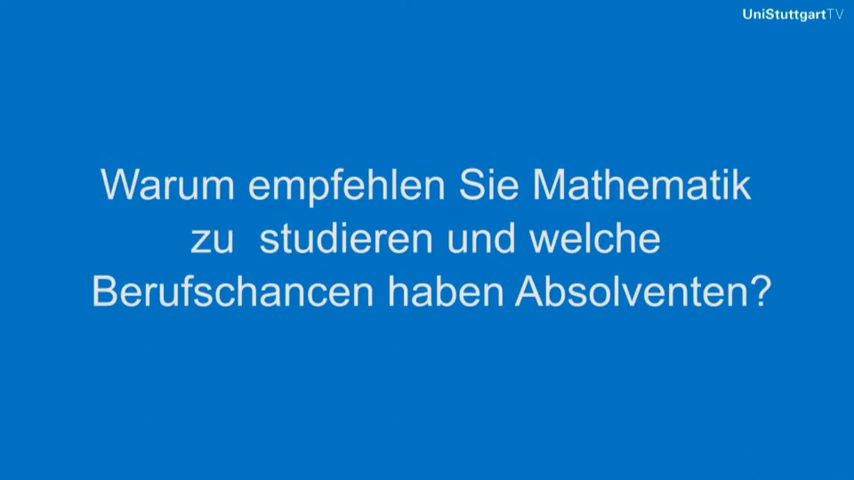 UniStuttgartTV
Warum empfehlen Sie Mathematik
zu  studieren und welche
Berufschancen haben Absolventen?